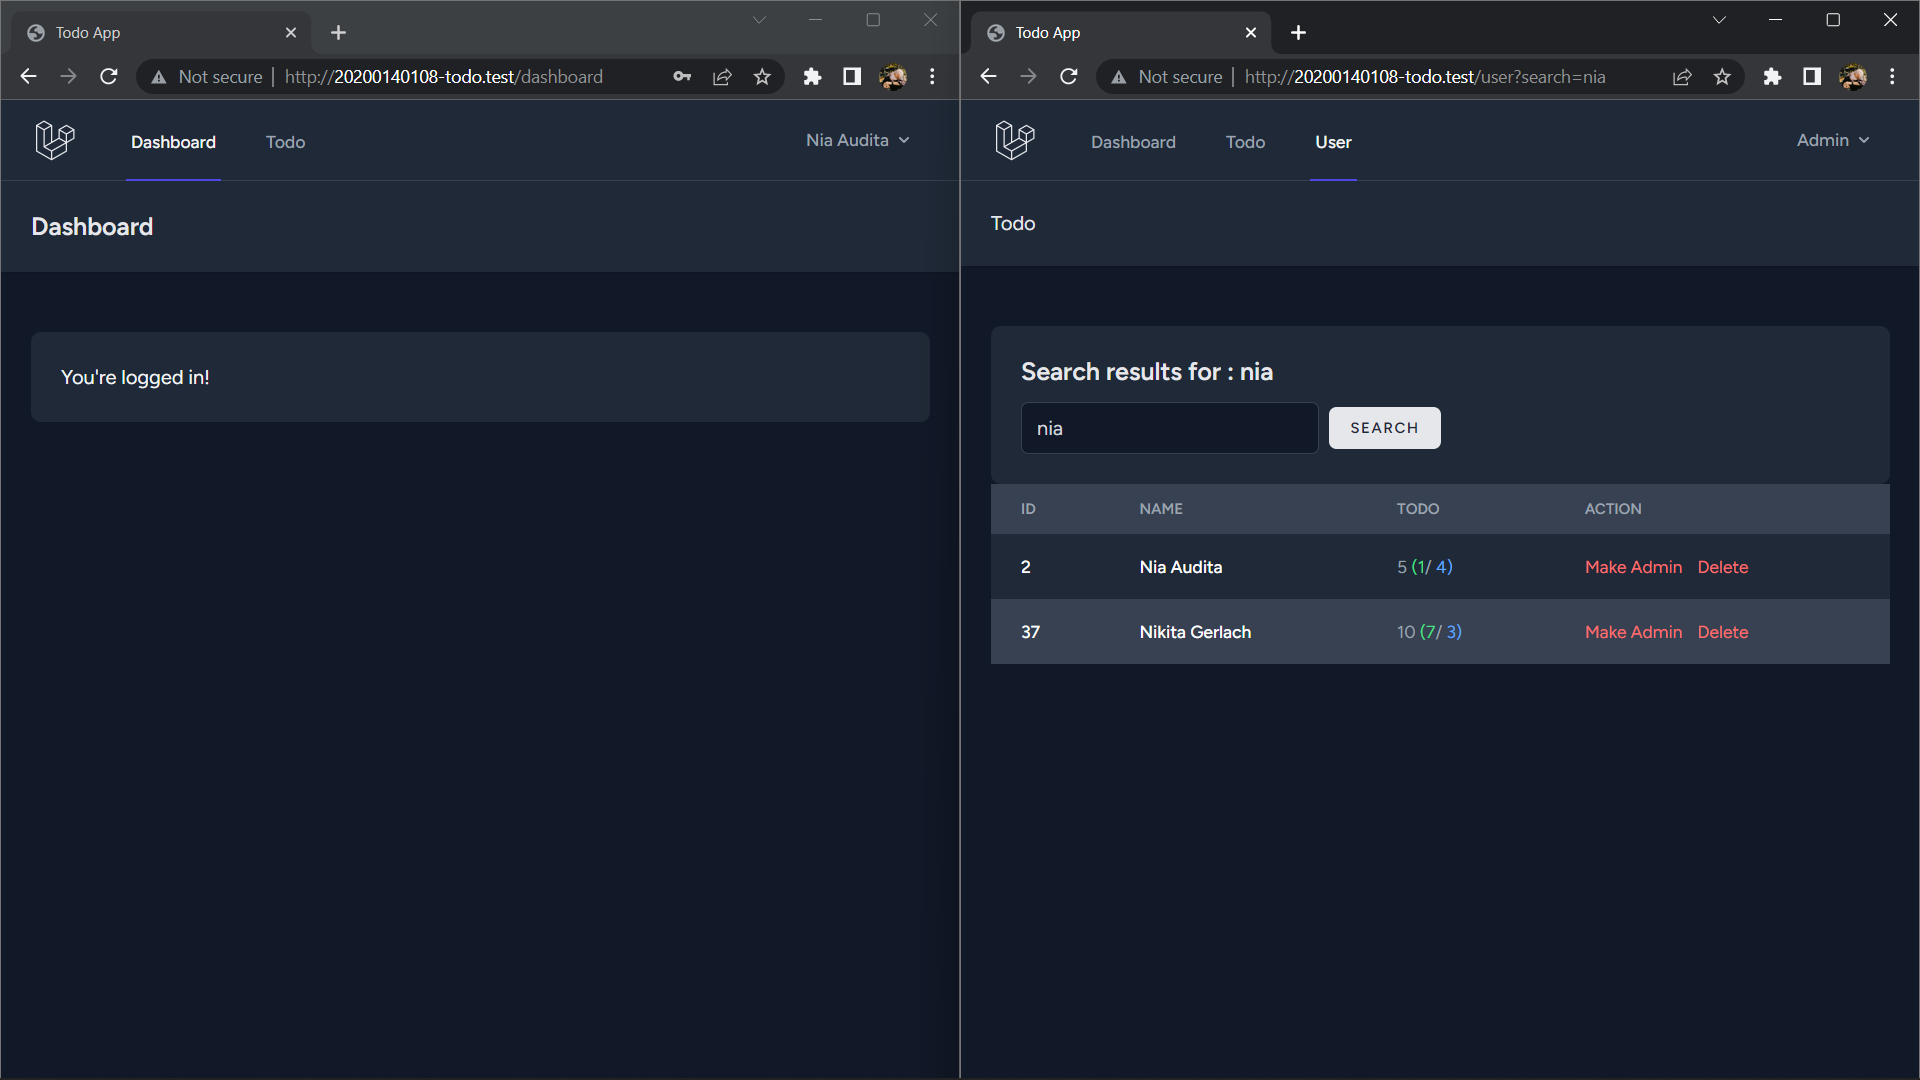 Todo App
Not secure | http://20200140108-todo.test/dashboard
Dashboard
Todo
Nia Audita
Dashboard
You're logged in!
Todo App
Not secure | http://20200140108-todo.test/user?search=nia
Dashboard
Todo
User
Admin
Todo
Search results for : nia
nia
SEARCH
ID NAME TODO ACTION
2 Nia Audita 5 (1/ 4) Make Admin Delete
37 Nikita Gerlach 10 (7/ 3) Make Admin Delete